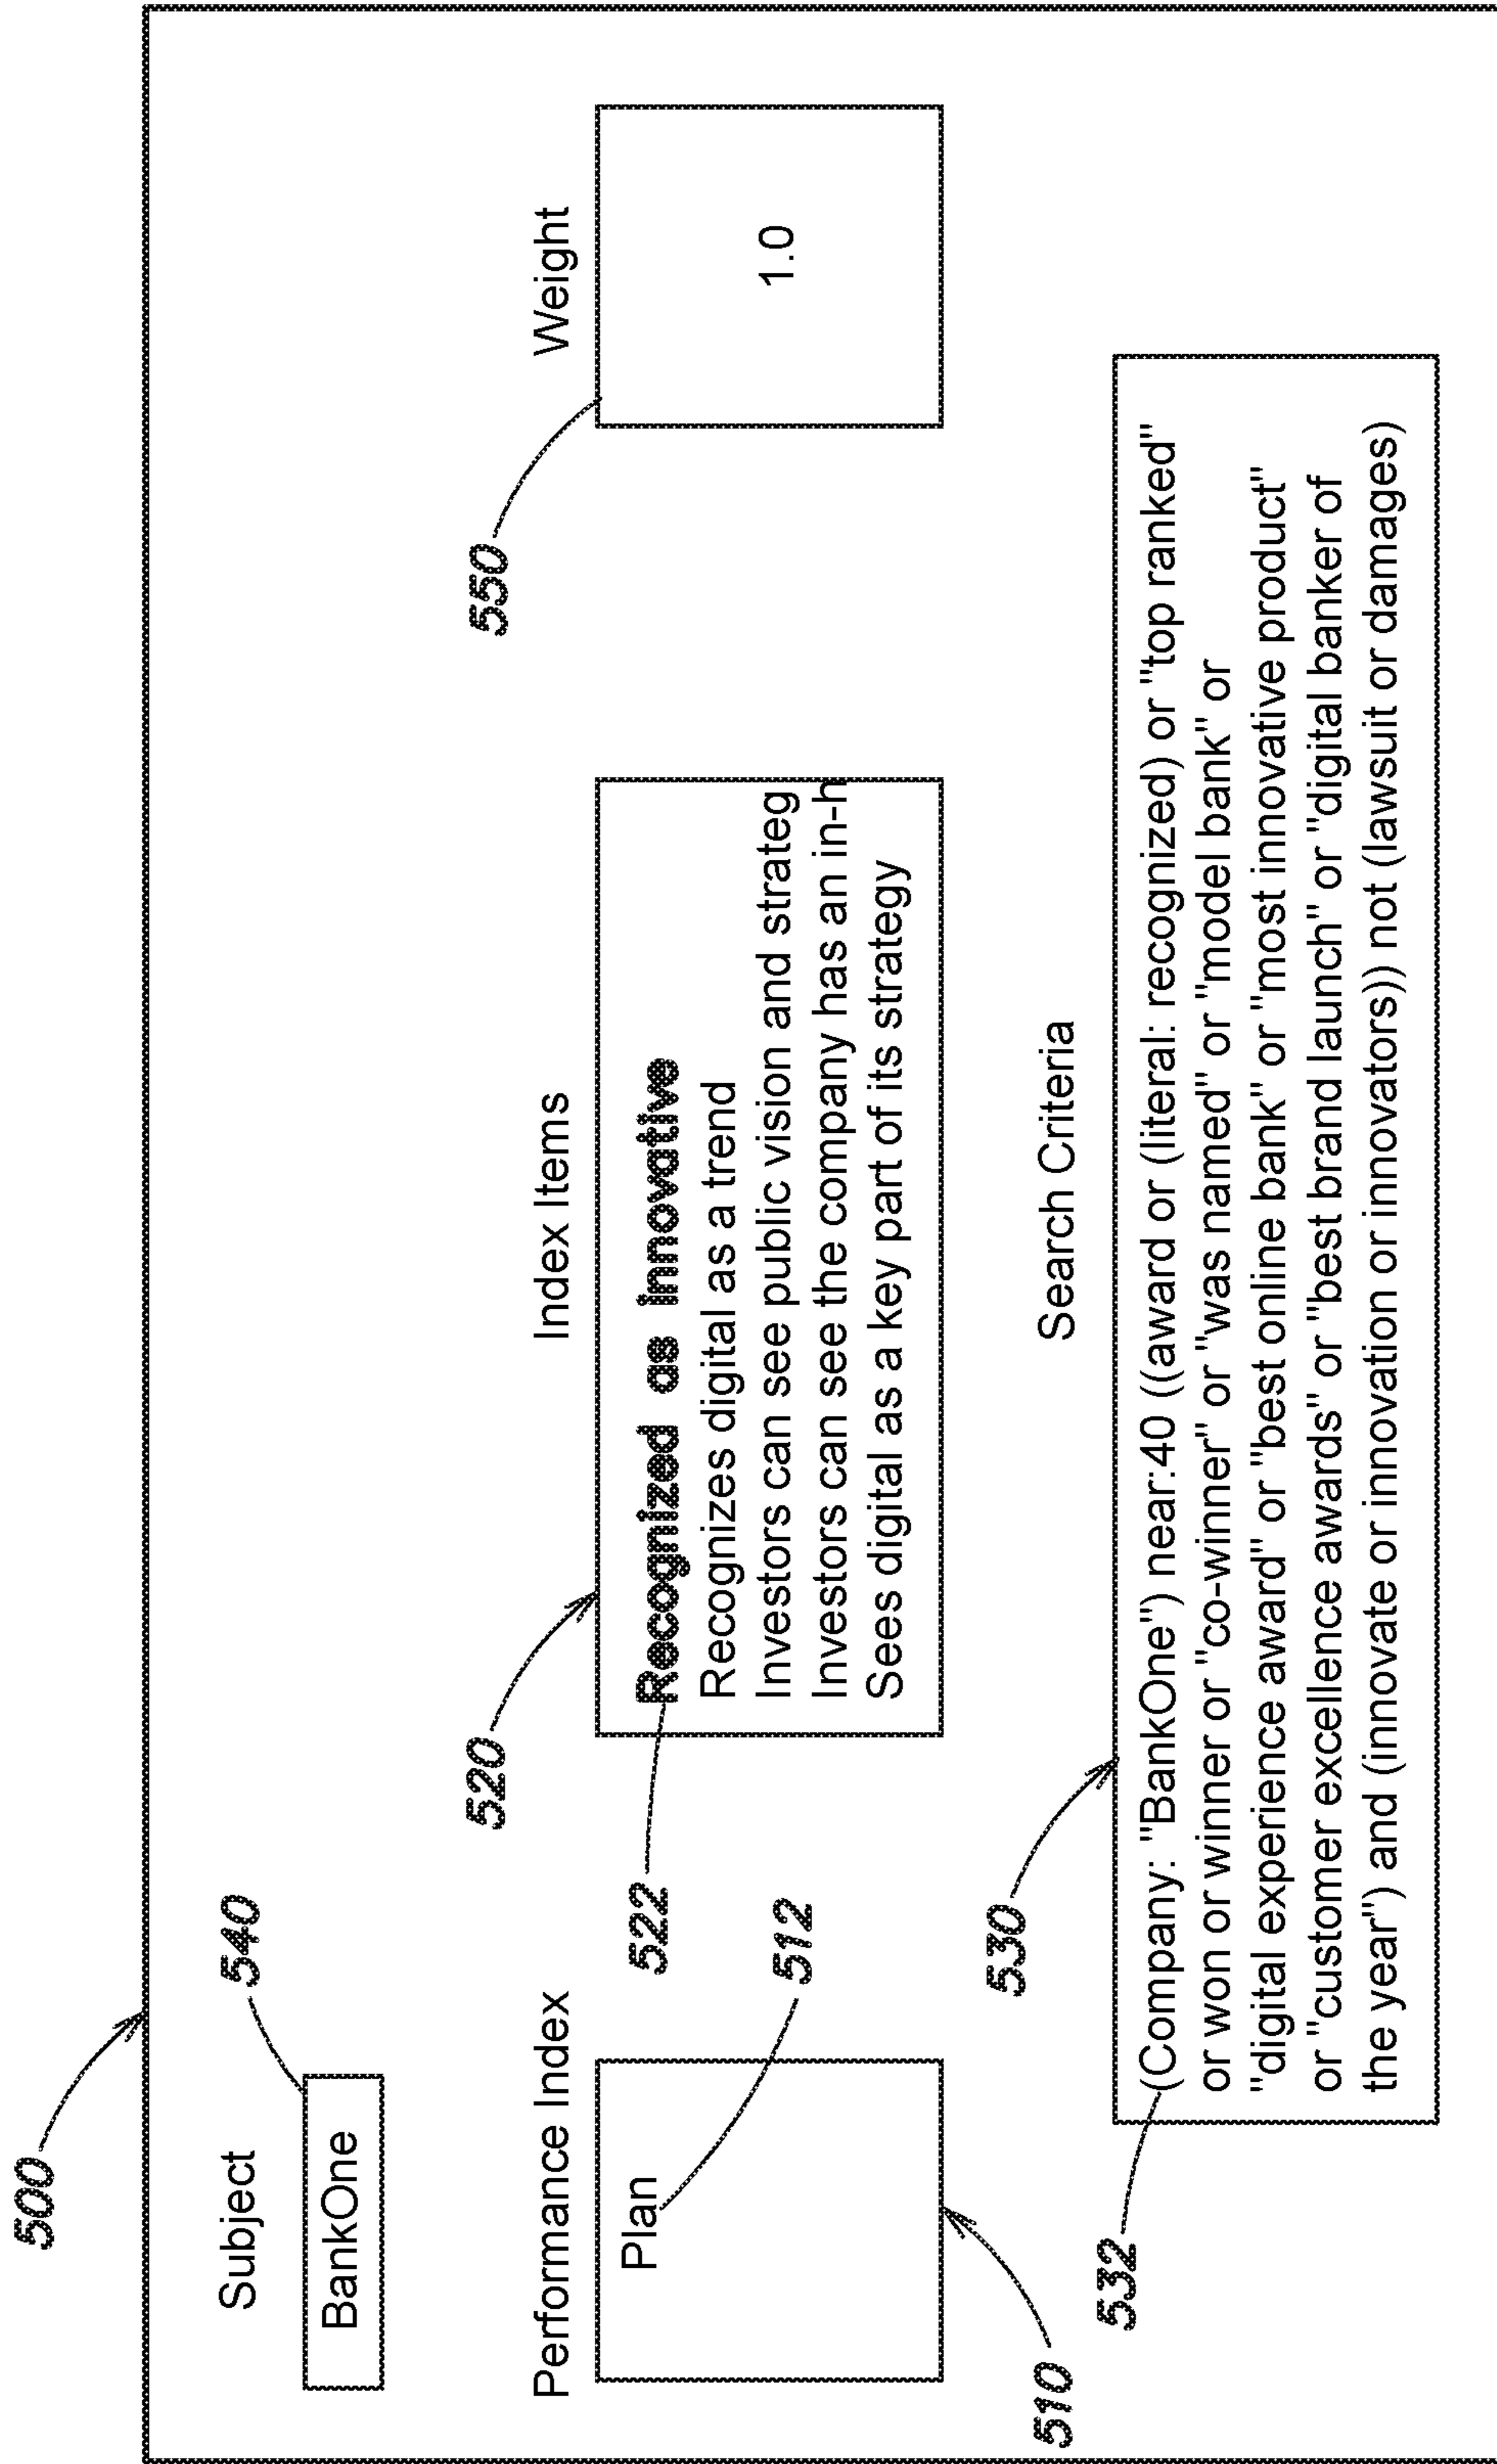 500
Subject
540
BankOne
Performance Index
Index Items
Weight
520
550
Plan
522
512
Recognized as innovative
Recognizes digital as a trend
Investors can see public vision and strateg
Investors can see the company has an in-h
Sees digital as a key part of its strategy
1.0
510
530
Search Criteria
532
(Company: "BankOne") near:40 ((award or (literal: recognized) or "top ranked"
or won or winner or "co-winner" or "was named" or "model bank" or
"digital experience award" or "best online bank" or "most innovative product"
or "customer excellence awards" or "best brand launch" or "digital banker of
the year") and (innovate or innovation or innovators)) not (lawsuit or damages)